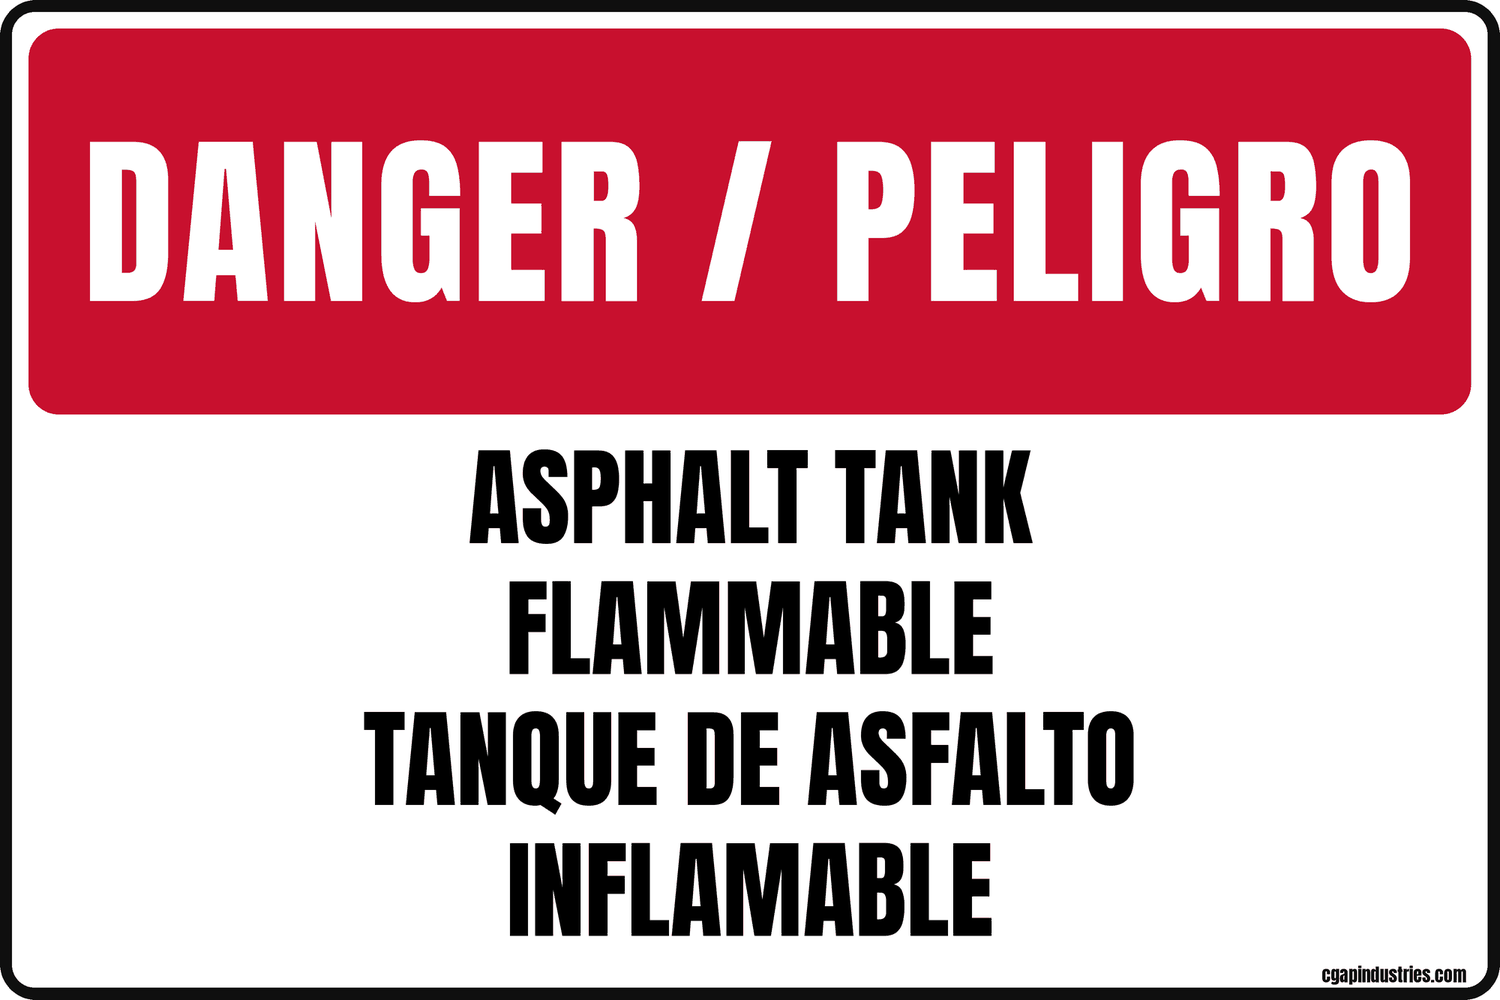 DANGER / PELIGRO
ASPHALT TANK
FLAMMABLE
TANQUE DE ASFALTO
INFLAMABLE
cgapindustries.com